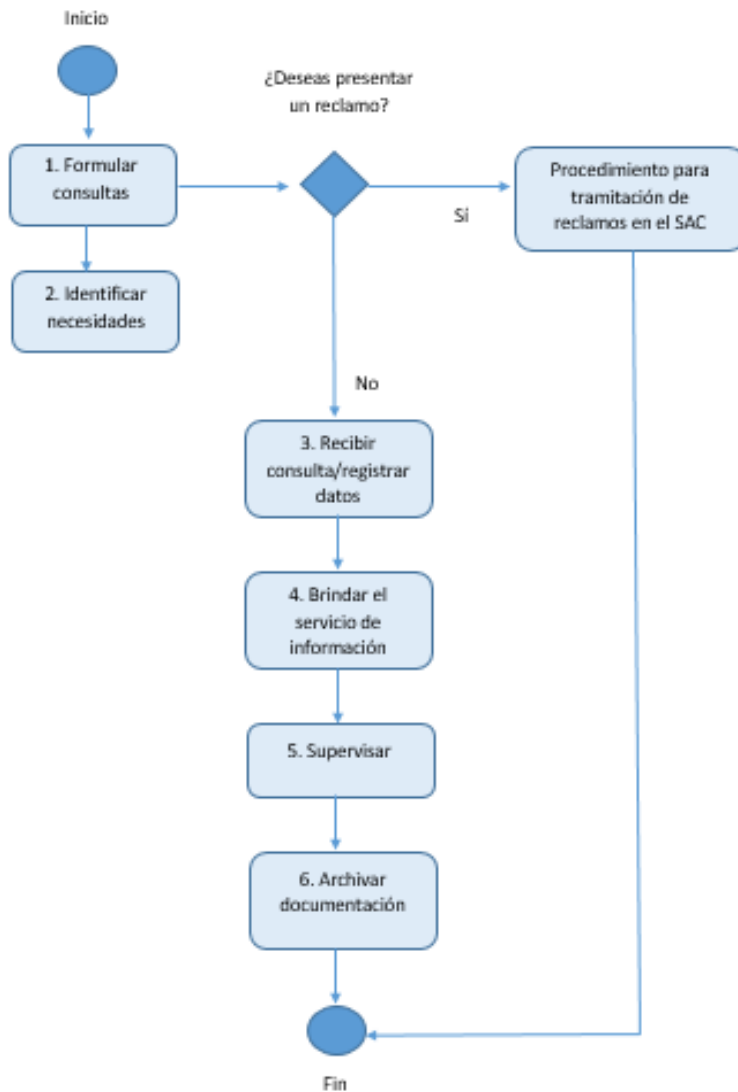 Inicio
¿Deseas presentar
un reclamo?
1. Formular
consultas
Procedimiento para
tramitación de
reclamos en el SAC
Sí
2. Identificar
necesidades
No
3. Recibir
consulta/registrar
datos
4. Brindar el
servicio de
información
5. Supervisar
6. Archivar
documentación
Fin